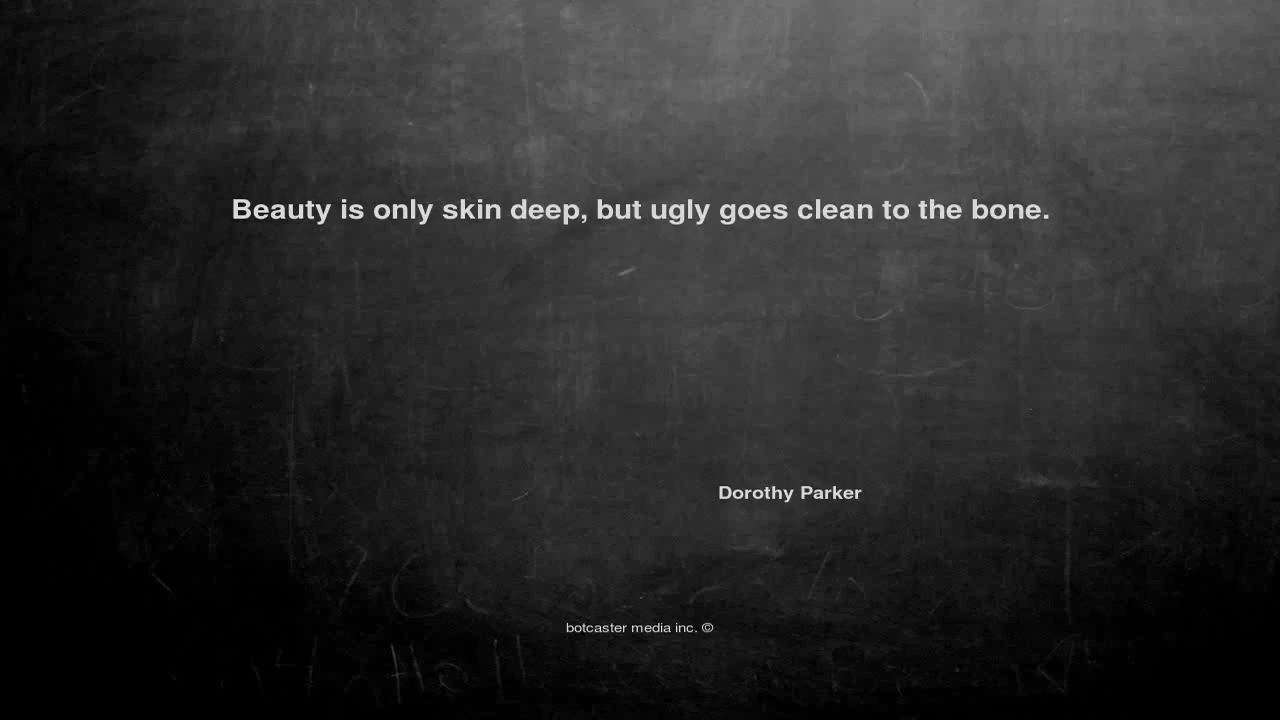 Beauty is only skin deep, but ugly goes clean to the bone.
Dorothy Parker
botcaster media inc. ©